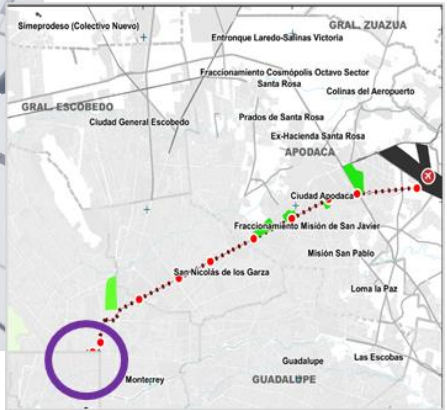 Simeprodeso (Colectivo Nuevo)
GRAL. ZUAZUA
Entronque Laredo-Salinas Victoria
Fraccionamiento Cosmópolis Octavo Sector
Santa Rosa
Colinas del Aeropuerto
GRAL. ESCOBEDO
Ciudad General Escobedo
Prados de Santa Rosa
Ex-Hacienda Santa Rosa
APODACA
Ciudad Apodaca
Fraccionamiento Misión de San Javier
Misión San Pablo
San Nicolás de los Garza
Loma la Paz
Guadalupe
Las Escobas
Monterrey
GUADALUPE